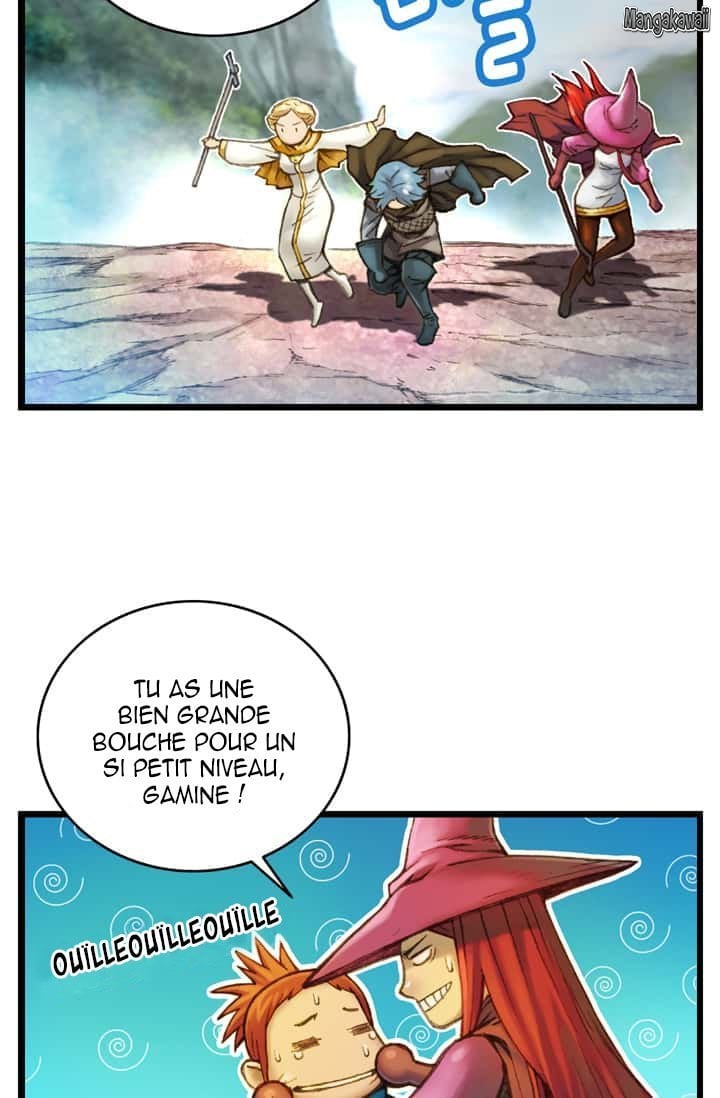 Mangakawaii
TU AS UNE
BIEN GRANDE
BOUCHE POUR UN
SI PETIT NIVEAU,
GAMINE !
OUÏLLEOUÏLLEOUÏLLE